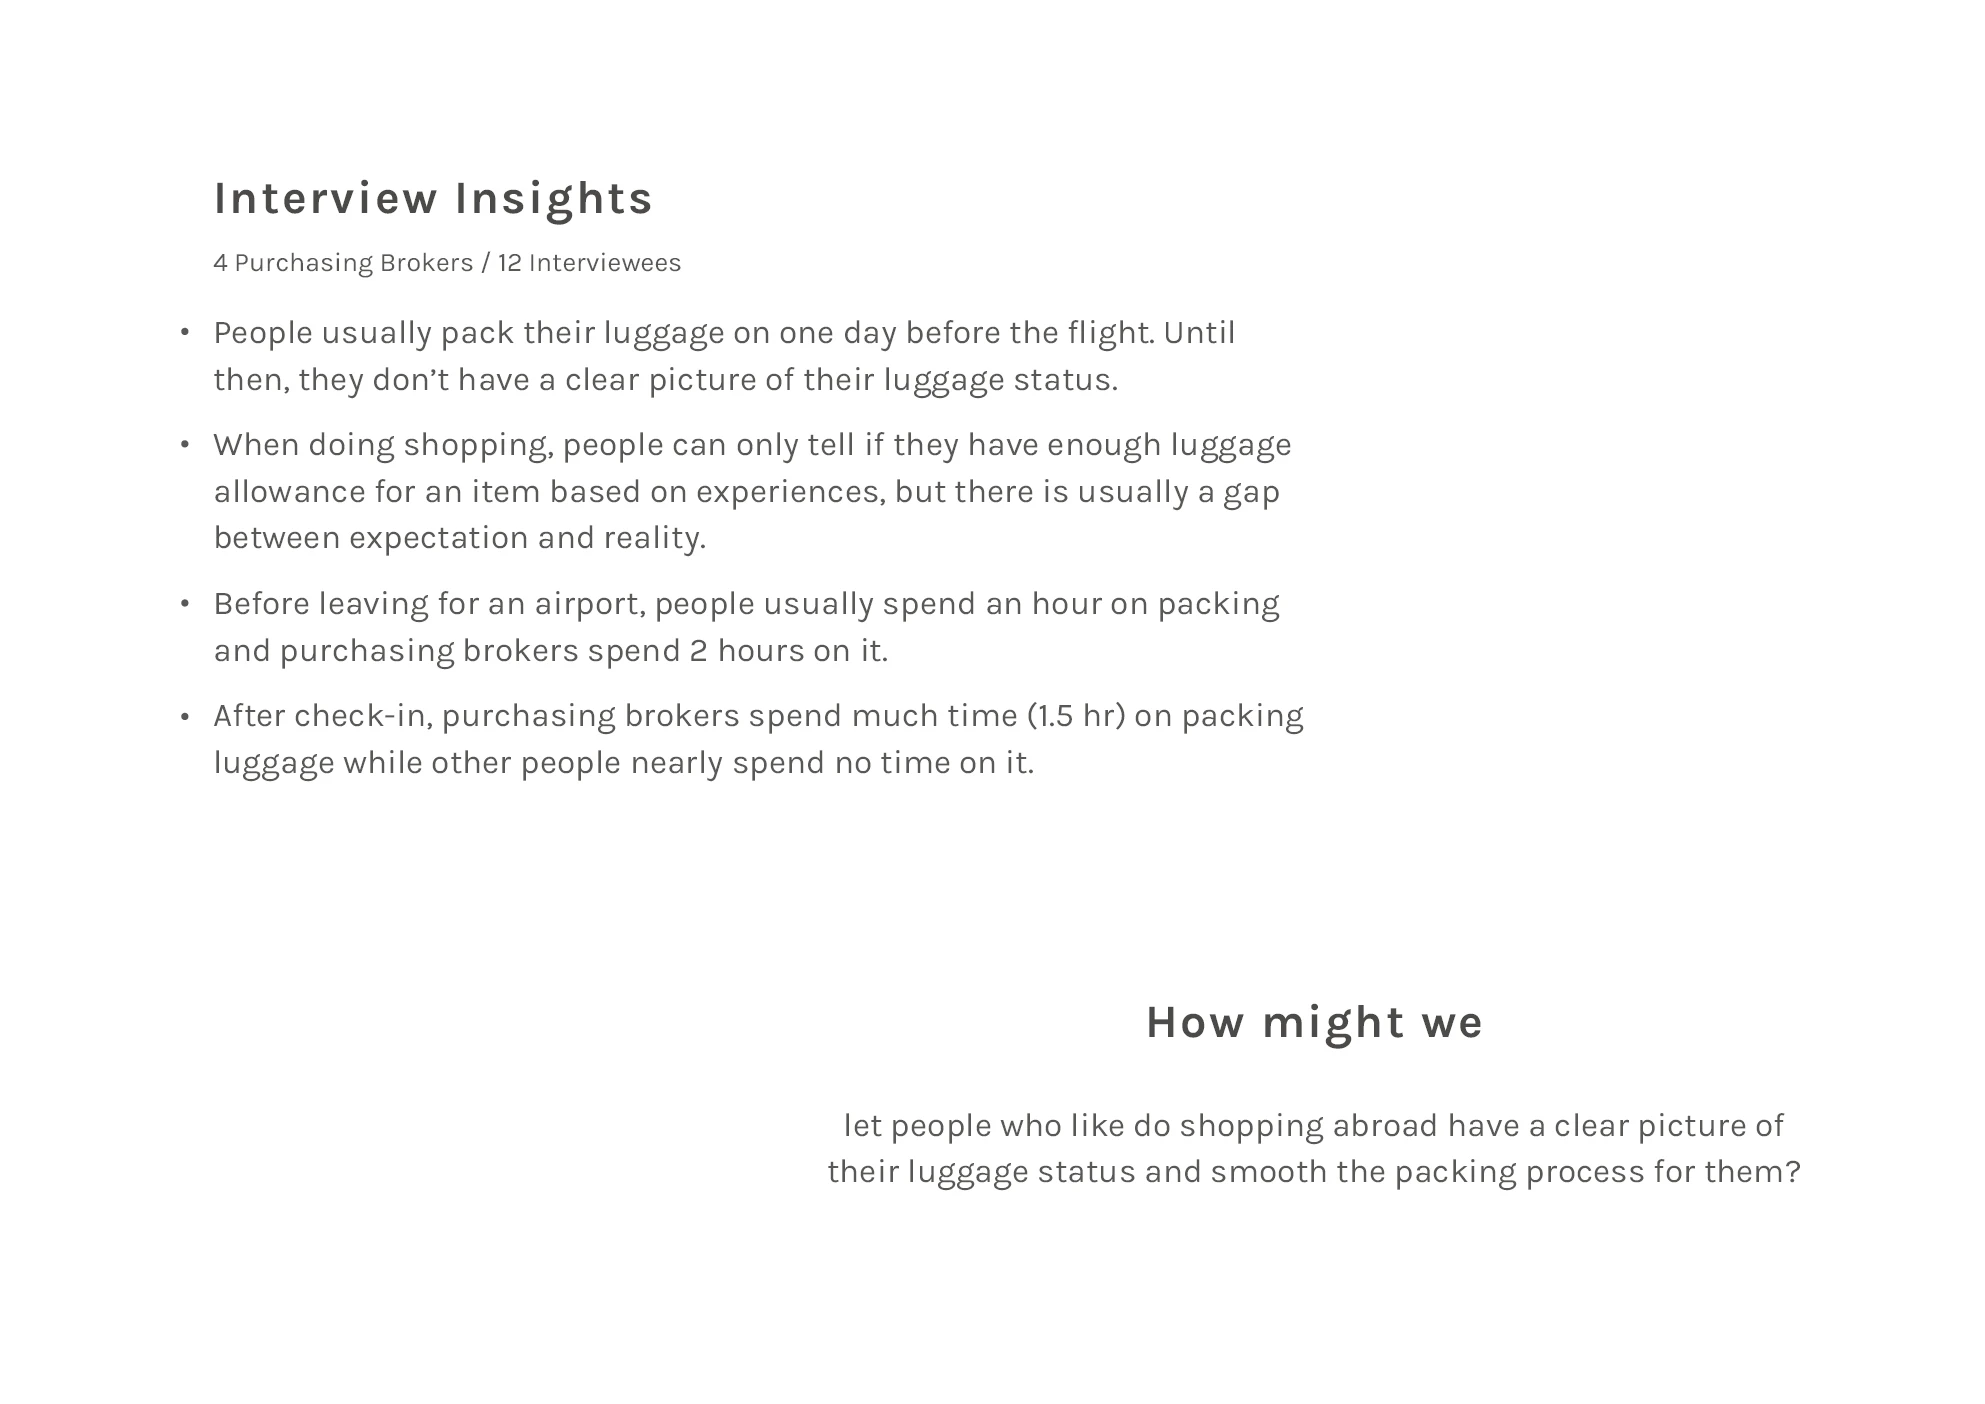 Interview Insights
4 Purchasing Brokers / 12 Interviewees
• People usually pack their luggage on one day before the flight. Until
then, they don’t have a clear picture of their luggage status.
• When doing shopping, people can only tell if they have enough luggage
allowance for an item based on experiences, but there is usually a gap
between expectation and reality.
• Before leaving for an airport, people usually spend an hour on packing
and purchasing brokers spend 2 hours on it.
• After check-in, purchasing brokers spend much time (1.5 hr) on packing
luggage while other people nearly spend no time on it.
How might we
let people who like do shopping abroad have a clear picture of
their luggage status and smooth the packing process for them?